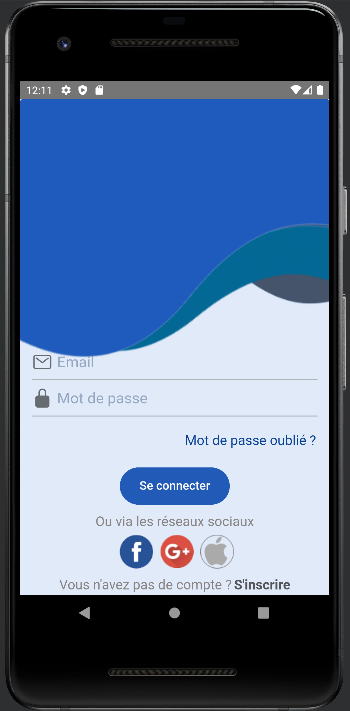 12:11
Email
Mot de passe
Mot de passe oublié ?
Se connecter
Ou via les réseaux sociaux
f G+
Vous n'avez pas de compte ? S'inscrire